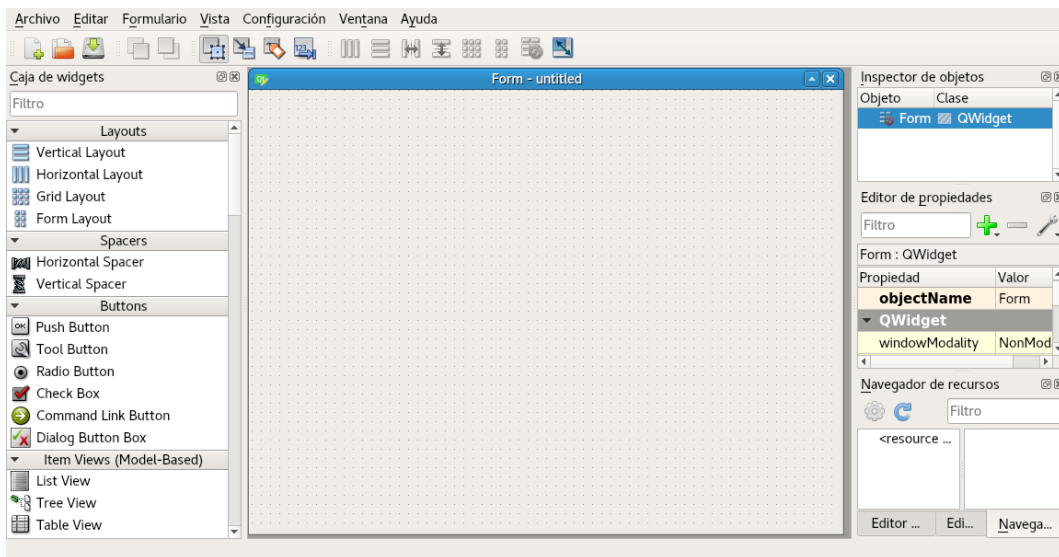 Archivo Editar Formulario Vista Configuración Ventana Ayuda
123
Caja de widgets
Filtro
Layouts
Vertical Layout
Horizontal Layout
Grid Layout
Form Layout
Spacers
Horizontal Spacer
Vertical Spacer
Buttons
OK Push Button
Tool Button
Radio Button
Check Box
Command Link Button
Dialog Button Box
Item Views (Model-Based)
List View
Tree View
Table View
Form - untitled
Inspector de objetos
Objeto Clase
Form QWidget
Editor de propiedades
Filtro
Form : QWidget
Propiedad Valor
objectName Form
QWidget
windowModality NonMod
Navegador de recursos
Filtro
<resource ...
Editor ... Edi... Navega...